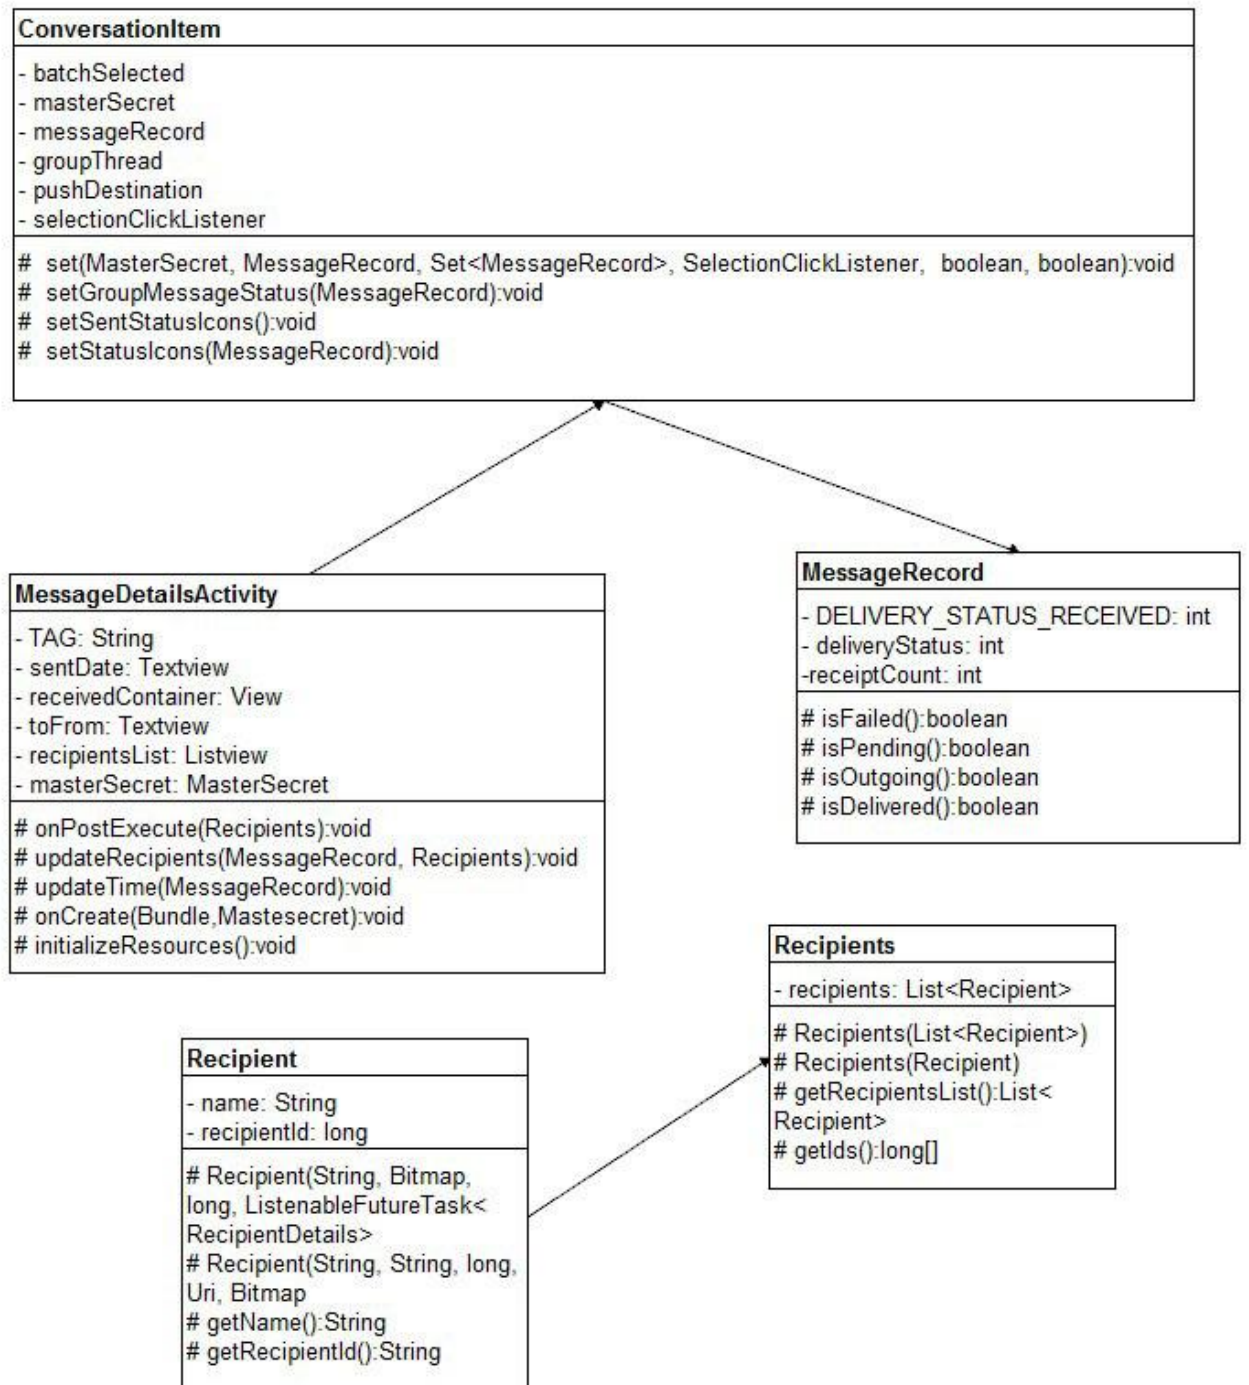 ConversationItem
- batchSelected
- masterSecret
- messageRecord
- groupThread
- pushDestination
- selectionClickListener
# set(MasterSecret, MessageRecord, Set<MessageRecord>, SelectionClickListener, boolean, boolean):void
# setGroupMessageStatus(MessageRecord):void
# setSentStatusIcons():void
# setStatusIcons(MessageRecord):void
MessageDetailsActivity
- TAG: String
- sentDate: Textview
- receivedContainer: View
- toFrom: Textview
- recipientsList: Listview
- masterSecret: MasterSecret
# onPostExecute(Recipients):void
# updateRecipients(MessageRecord, Recipients):void
# updateTime(MessageRecord):void
# onCreate(Bundle,Mastesecret):void
# initializeResources():void
MessageRecord
- DELIVERY_STATUS_RECEIVED: int
- deliveryStatus: int
-receiptCount: int
# isFailed():boolean
# isPending():boolean
# isOutgoing():boolean
# isDelivered():boolean
Recipients
- recipients: List<Recipient>
# Recipients(List<Recipient>)
# Recipients(Recipient)
# getRecipientsList():List<
Recipient>
# getIds():long[]
Recipient
- name: String
- recipientId: long
# Recipient(String, Bitmap,
long, ListenableFutureTask<
RecipientDetails>
# Recipient(String, String, long,
Uri, Bitmap
# getName():String
# getRecipientId():String